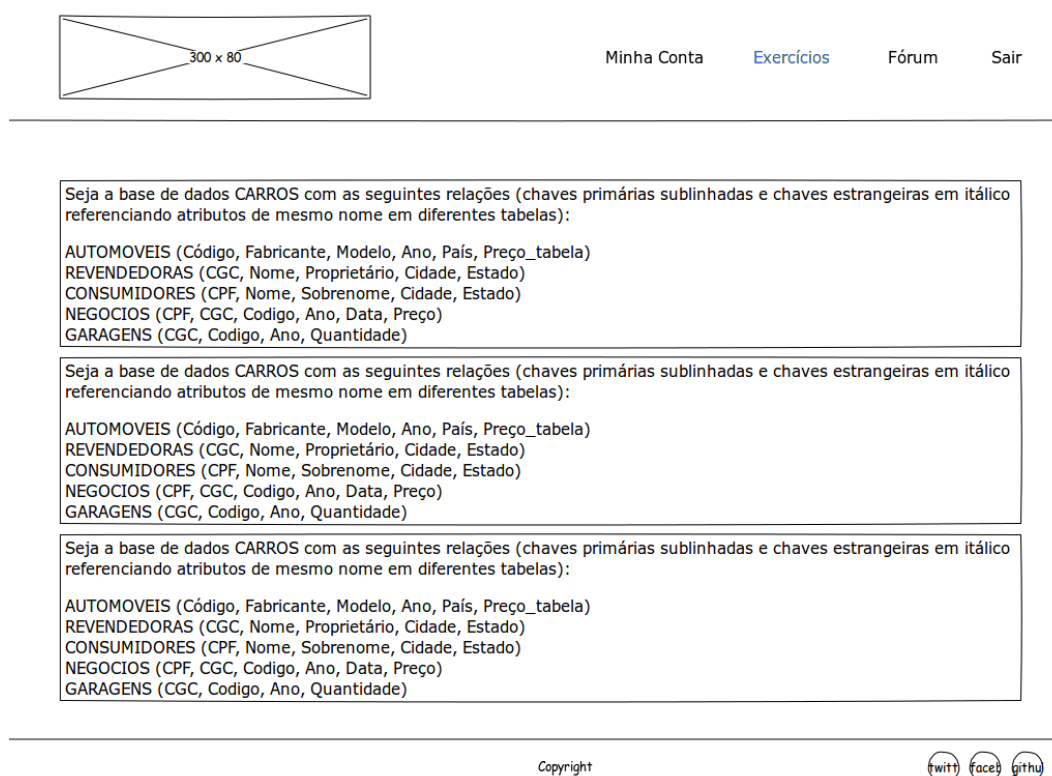 300 x 80
Minha Conta Exercícios Fórum Sair
Seja a base de dados CARROS com as seguintes relações (chaves primárias sublinhadas e chaves estrangeiras em itálico
referenciando atributos de mesmo nome em diferentes tabelas):
AUTOMOVEIS (Código, Fabricante, Modelo, Ano, País, Preço_tabela)
REVENDEDORAS (CGC, Nome, Proprietário, Cidade, Estado)
CONSUMIDORES (CPF, Nome, Sobrenome, Cidade, Estado)
NEGOCIOS (CPF, CGC, Codigo, Ano, Data, Preço)
GARAGENS (CGC, Codigo, Ano, Quantidade)
Seja a base de dados CARROS com as seguintes relações (chaves primárias sublinhadas e chaves estrangeiras em itálico
referenciando atributos de mesmo nome em diferentes tabelas):
AUTOMOVEIS (Código, Fabricante, Modelo, Ano, País, Preço_tabela)
REVENDEDORAS (CGC, Nome, Proprietário, Cidade, Estado)
CONSUMIDORES (CPF, Nome, Sobrenome, Cidade, Estado)
NEGOCIOS (CPF, CGC, Codigo, Ano, Data, Preço)
GARAGENS (CGC, Codigo, Ano, Quantidade)
Seja a base de dados CARROS com as seguintes relações (chaves primárias sublinhadas e chaves estrangeiras em itálico
referenciando atributos de mesmo nome em diferentes tabelas):
AUTOMOVEIS (Código, Fabricante, Modelo, Ano, País, Preço_tabela)
REVENDEDORAS (CGC, Nome, Proprietário, Cidade, Estado)
CONSUMIDORES (CPF, Nome, Sobrenome, Cidade, Estado)
NEGOCIOS (CPF, CGC, Codigo, Ano, Data, Preço)
GARAGENS (CGC, Codigo, Ano, Quantidade)
Copyright twitt faceb githu